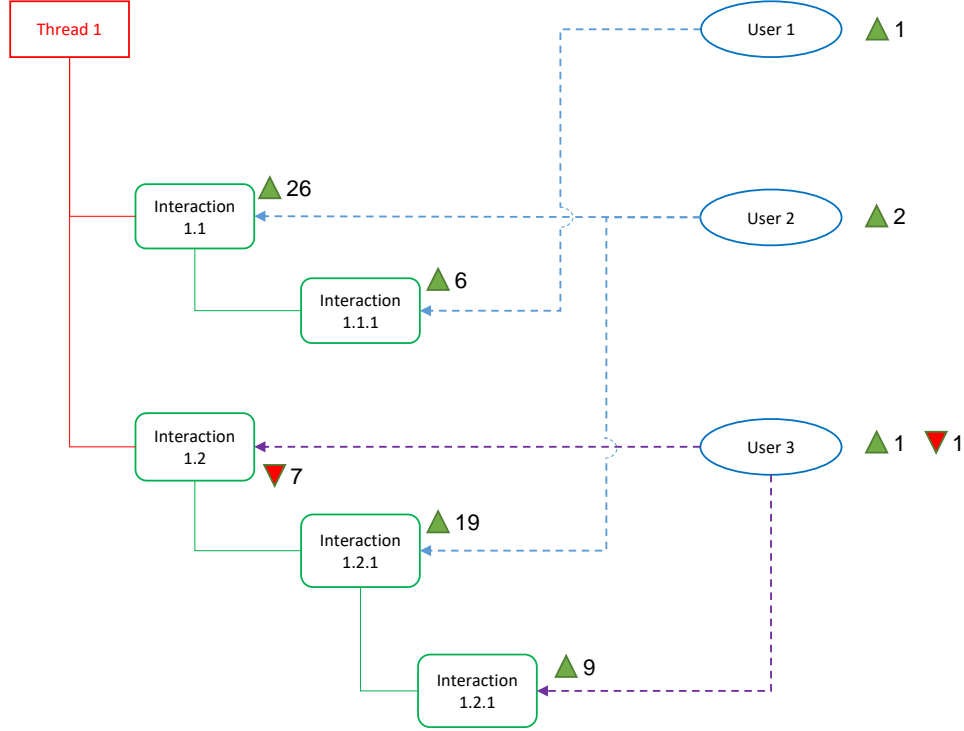 Thread 1
User 1
1
26
Interaction
1.1
User 2
2
6
Interaction
1.1.1
Interaction
1.2
7
User 3
1
1
19
Interaction
1.2.1
9
Interaction
1.2.1